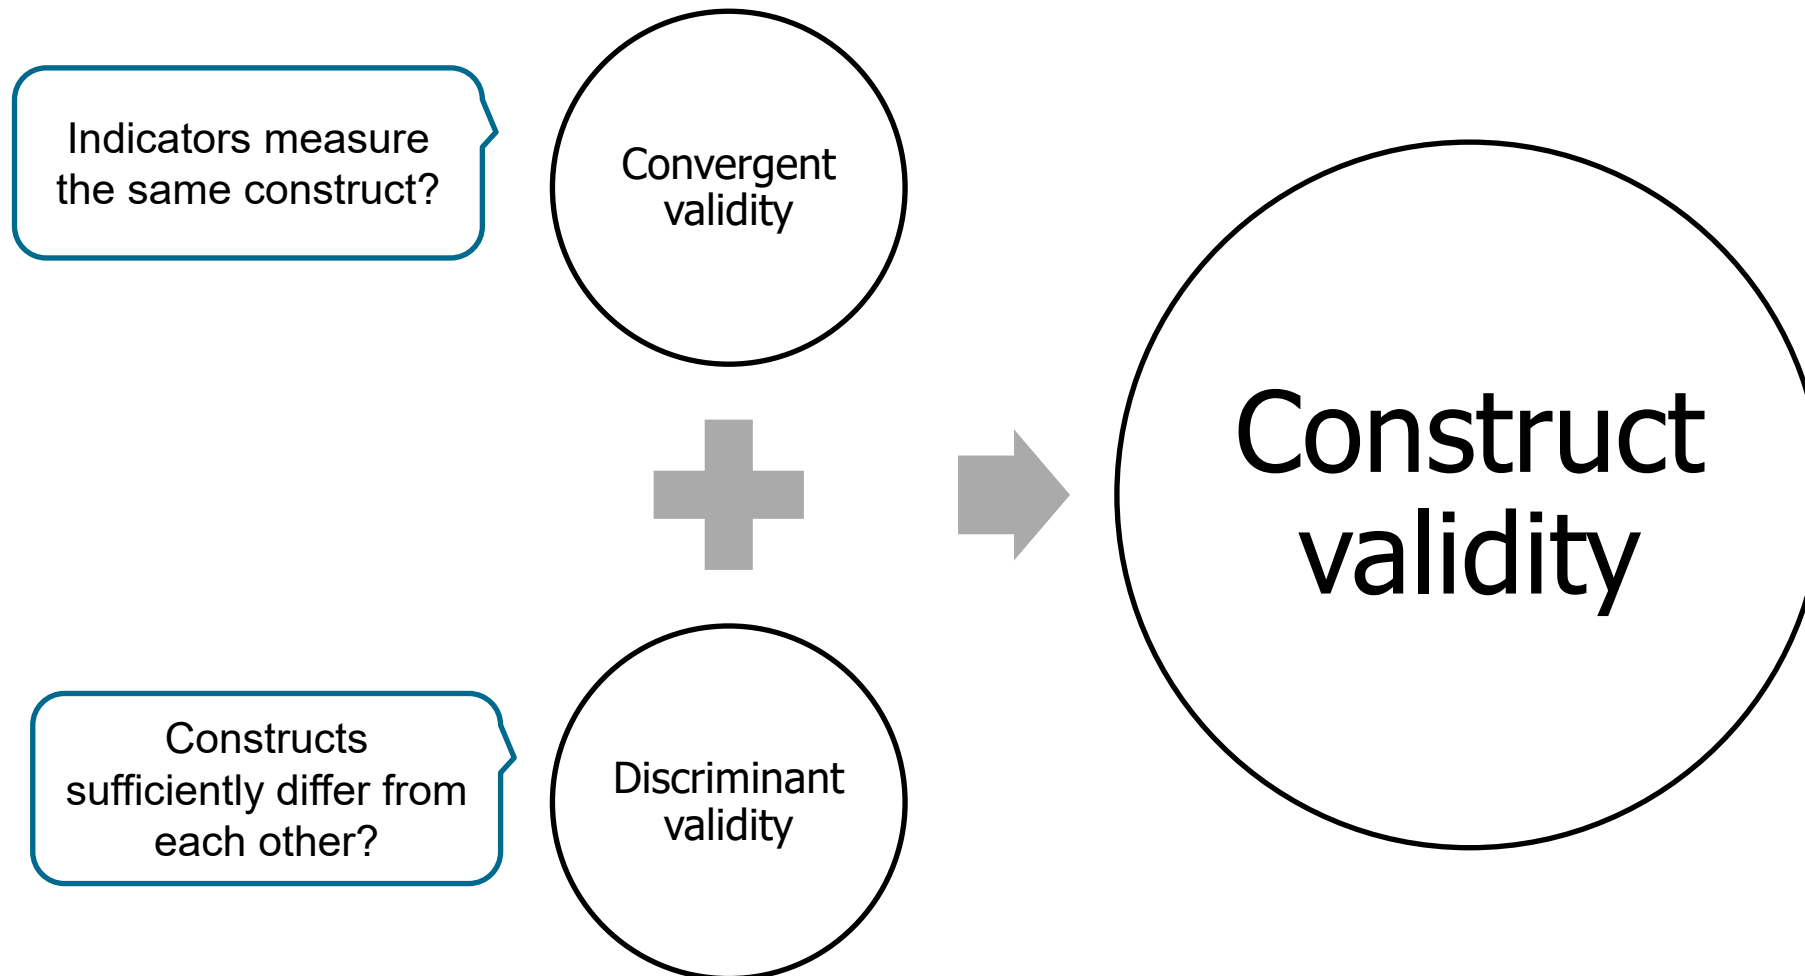 Indicators measure
the same construct?
Convergent
validity
Constructs
sufficiently differ from
each other?
Discriminant
validity
Construct
validity